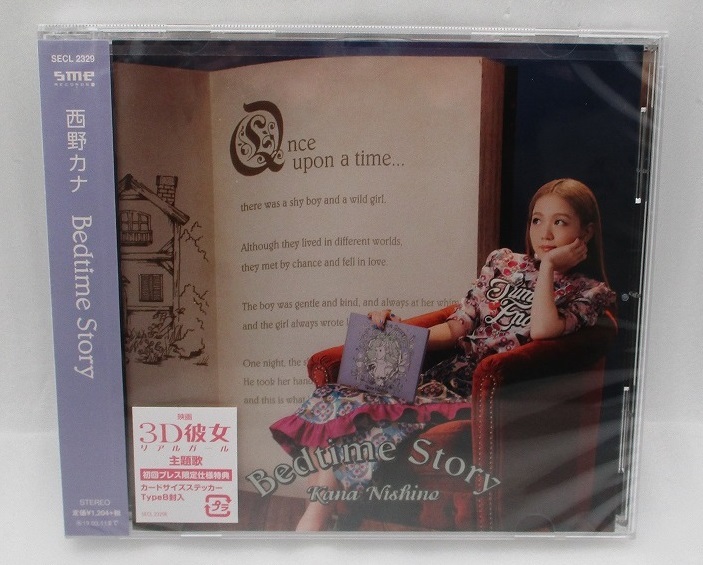 SECL 2329
sme
西野カナ Bedtime Story
STEREO
Once
upon a time...
there was a shy boy and a wild girl.
Although they lived in different worlds,
they met by chance and fell in love.
The boy was gentle and kind, and always at her whim
and the girl always wrote
One night, the
He took her hand
and this is what
Bedtime Story
Kana Nishino
映画
3D彼女
リアルガール
主題歌
初回プレス限定仕様特典
カードサイズステッカー
TypeB封入
プラ